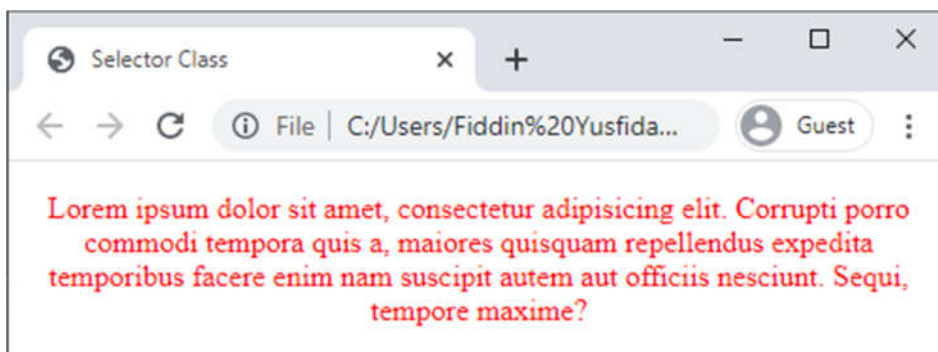 Selector Class
File | C:/Users/Fiddin%20Yusfida... Guest
Lorem ipsum dolor sit amet, consectetur adipisicing elit. Corrupti porro
commodi tempora quis a, maiores quisquam repellendus expedita
temporibus facere enim nam suscipit autem aut officiis nesciunt. Sequi,
tempore maxime?